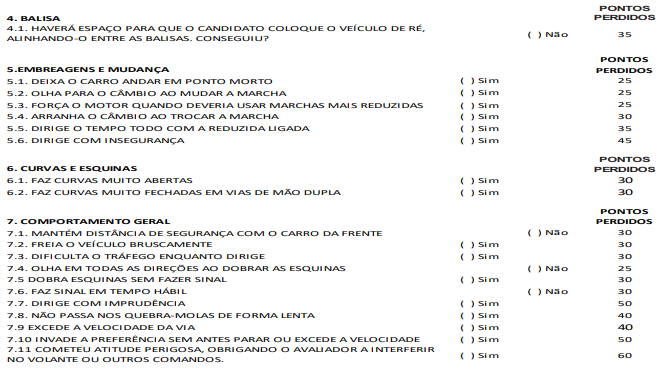 4. BALISA PONTOS PERDIDOS
4.1. HAVERÁ ESPAÇO PARA QUE O CANDIDATO COLOQUE O VEÍCULO DE RÉ,
ALINHANDO-O ENTRE AS BALISAS. CONSEGUIU? ( ) Não 35
5.EMBREAGENS E MUDANÇA PONTOS PERDIDOS
5.1. DEIXA O CARRO ANDAR EM PONTO MORTO ( ) Sim 25
5.2. OLHA PARA O CÂMBIO AO MUDAR A MARCHA ( ) Sim 25
5.3. FORÇA O MOTOR QUANDO DEVERIA USAR MARCHAS MAIS REDUZIDAS ( ) Sim 25
5.4. ARRANHA O CÂMBIO AO TROCAR A MARCHA ( ) Sim 30
5.5. DIRIGE O TEMPO TODO COM A REDUZIDA LIGADA ( ) Sim 35
5.6. DIRIGE COM INSEGURANÇA ( ) Sim 45
6. CURVAS E ESQUINAS PONTOS PERDIDOS
6.1. FAZ CURVAS MUITO ABERTAS ( ) Sim 30
6.2. FAZ CURVAS MUITO FECHADAS EM VIAS DE MÃO DUPLA ( ) Sim 30
7. COMPORTAMENTO GERAL PONTOS PERDIDOS
7.1. MANTÉM DISTÂNCIA DE SEGURANÇA COM O CARRO DA FRENTE ( ) Não 30
7.2. FREIA O VEÍCULO BRUSCAMENTE ( ) Sim 30
7.3. DIFICULTA O TRÁFEGO ENQUANTO DIRIGE ( ) Sim 30
7.4. OLHA EM TODAS AS DIREÇÕES AO DOBRAR AS ESQUINAS ( ) Não 25
7.5 DOBRA ESQUINAS SEM FAZER SINAL ( ) Sim 30
7.6. FAZ SINAL EM TEMPO HÁBIL ( ) Não 30
7.7. DIRIGE COM IMPRUDÊNCIA ( ) Sim 50
7.8. NÃO PASSA NOS QUEBRA-MOLAS DE FORMA LENTA ( ) Sim 40
7.9 EXCEDE A VELOCIDADE DA VIA ( ) Sim 40
7.10 INVADE A PREFERÊNCIA SEM ANTES PARAR OU EXCEDE A VELOCIDADE ( ) Sim 50
7.11 COMETEU ATITUDE PERIGOSA, OBRIGANDO O AVALIADOR A INTERFERIR
NO VOLANTE OU OUTROS COMANDOS. ( ) Sim 60